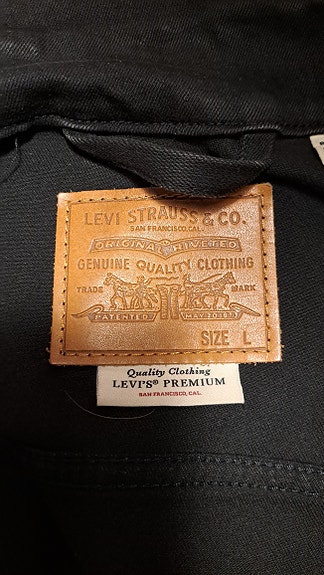 LEVI STRAUSS & CO.
SAN FRANCISCO, CAL.
ORIGINAL RIVETED
GENUINE QUALITY CLOTHING
TRADE MARK
PATENTED MAY 20 1873
SIZE L
Quality Clothing
LEVI'S® PREMIUM
SAN FRANCISCO, CAL.